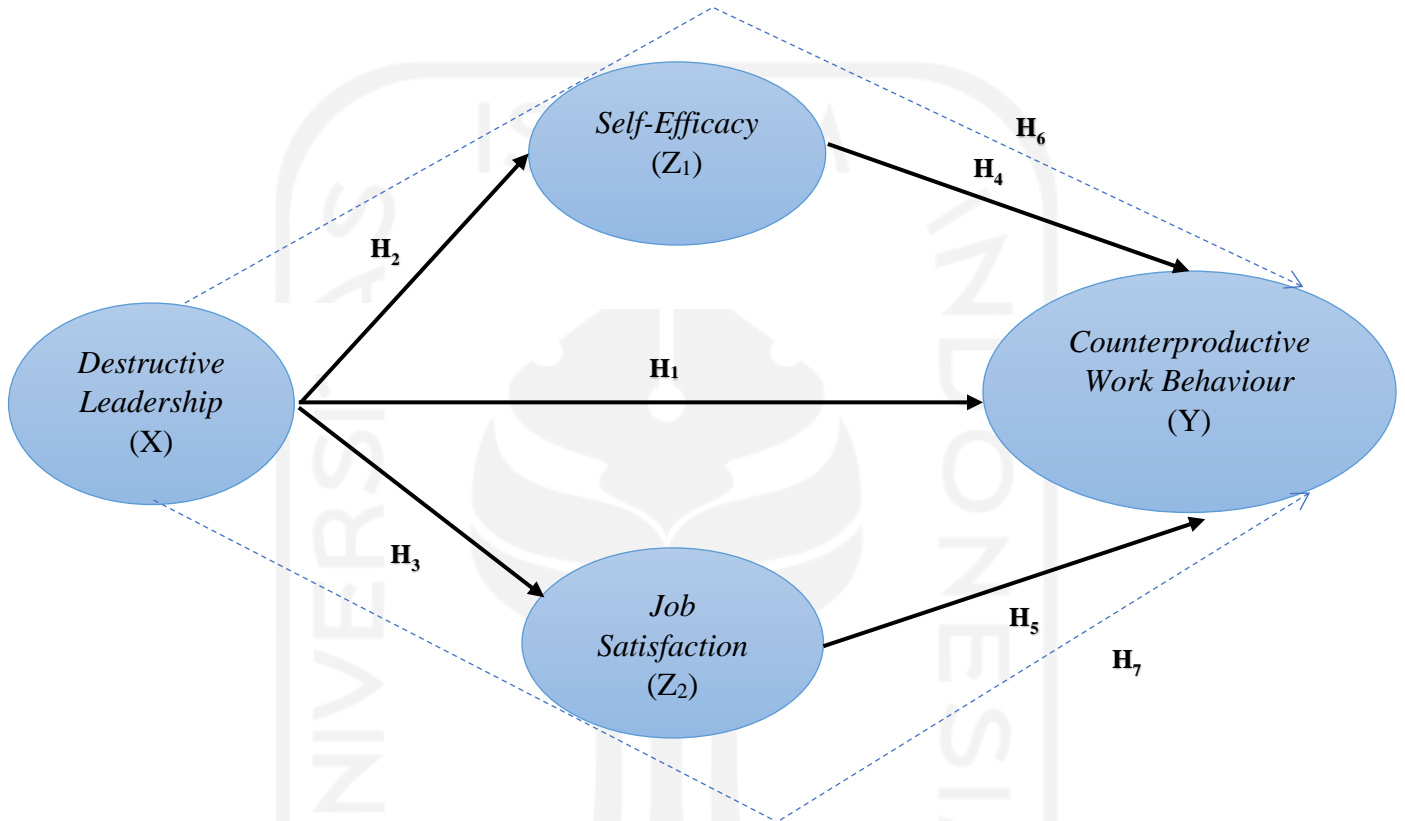 Self-Efficacy
(Z₁)
H₆
H₄
H₂
Destructive
Leadership
(X)
H₁
Counterproductive
Work Behaviour
(Y)
H₃
Job
Satisfaction
(Z₂)
H₅
H₇